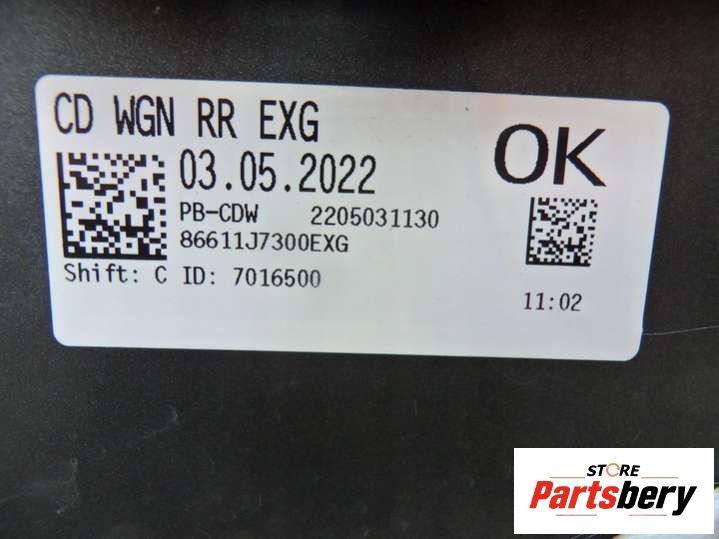 CD WGN RR EXG
03.05.2022
OK
PB-CDW 2205031130
86611J7300EXG
Shift: C ID: 7016500
11:02
STORE
Partsbery